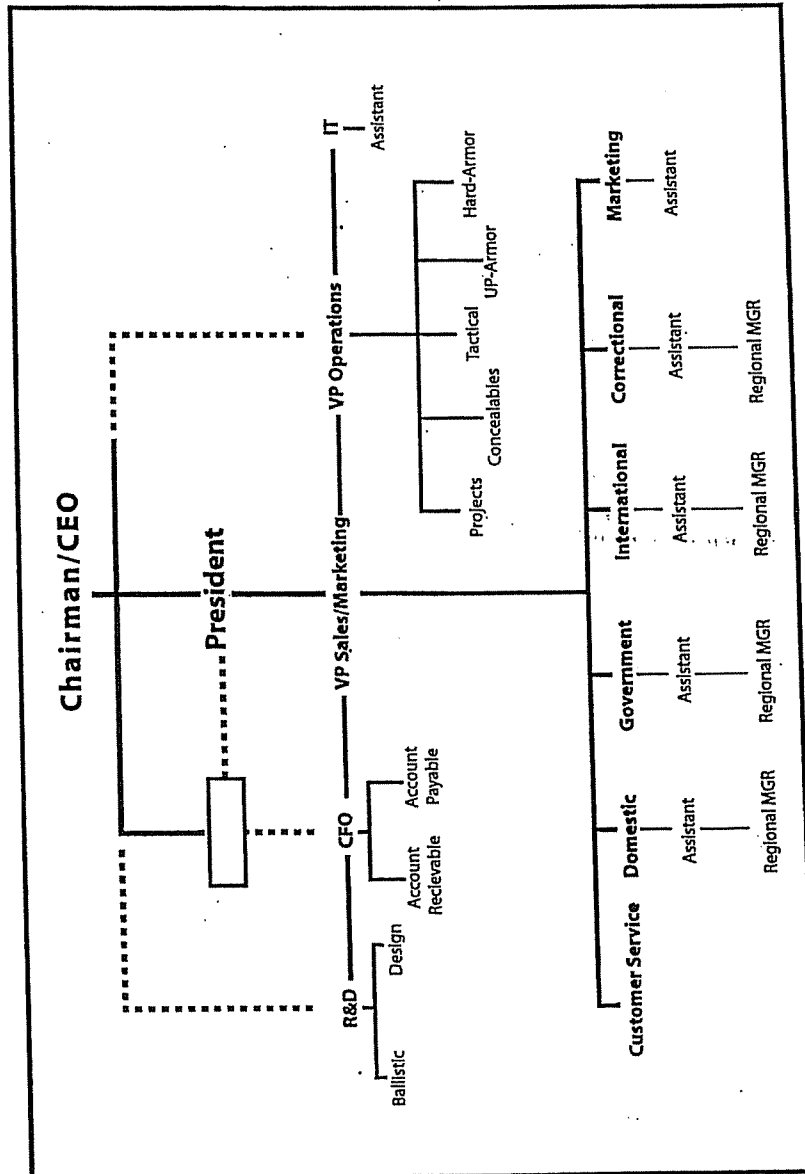 Chairman/CEO
President
R&D
CFO
VP Sales/Marketing
VP Operations
IT
Ballistic
Design
Account
Recievable
Account
Payable
Projects
Concealables
Tactical
UP-Armor
Hard-Armor
Assistant
Customer Service
Domestic
Government
International
Correctional
Marketing
Assistant
Assistant
Assistant
Assistant
Assistant
Regional MGR
Regional MGR
Regional MGR
Regional MGR